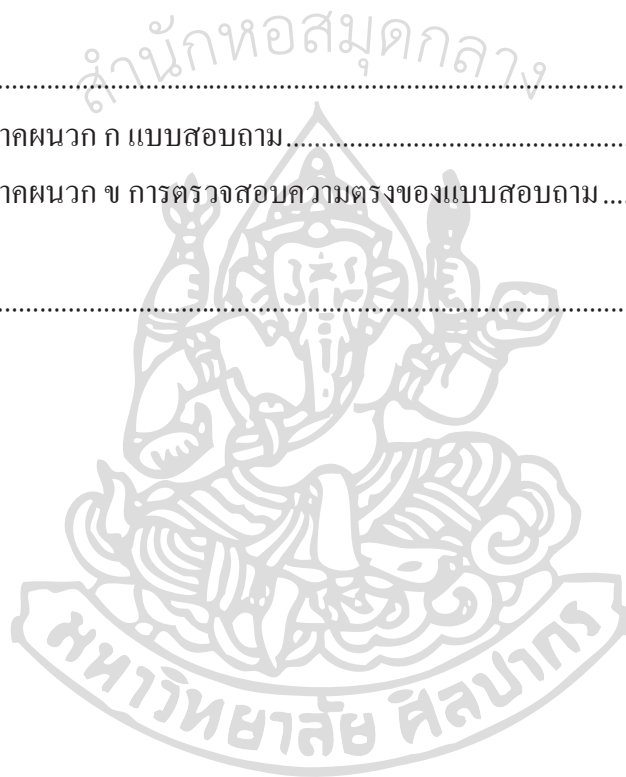 สำนักหอสมุดกลาง
................................................................................
าคผนวก ก แบบสอบถาม................................................
าคผนวก ข การตรวจสอบความตรงของแบบสอบถาม ....
................................................................................
มหาวิทยาลัย ศิลปากร